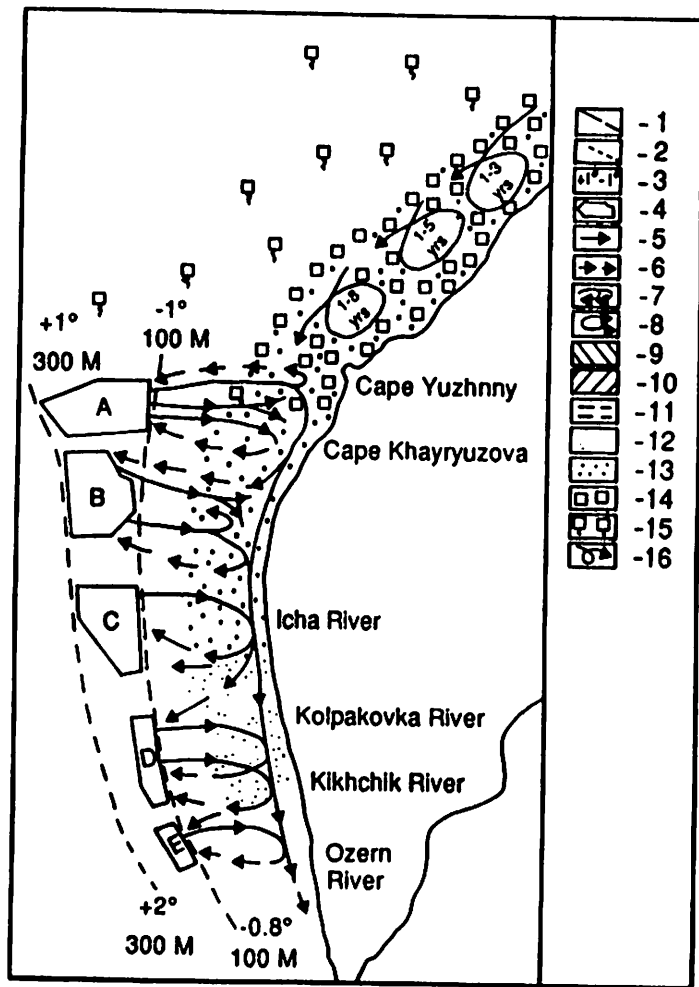 1-3
yrs
1-5
yrs
1-8
yrs
+1°
-1°
300 M
100 M
A
Cape Yuzhnny
Cape Khayryuzova
B
C
Icha River
Kolpakovka River
D
Kikhchik River
E
Ozern
River
+2°
-0.8°
300 M
100 M
-1
-2
-3
-4
-5
-6
-7
-8
-9
-10
-11
-12
-13
-14
-15
-16